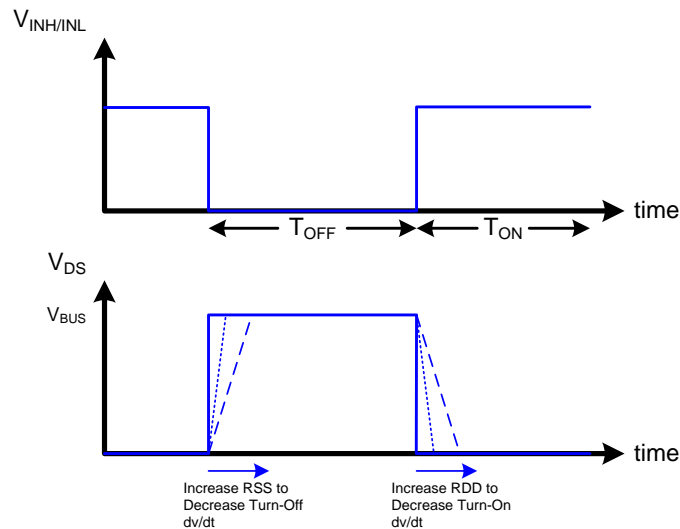 VINH/INL
time
TOFF
TON
VDS
VBUS
time
Increase RSS to
Decrease Turn-Off
dv/dt
Increase RDD to
Decrease Turn-On
dv/dt